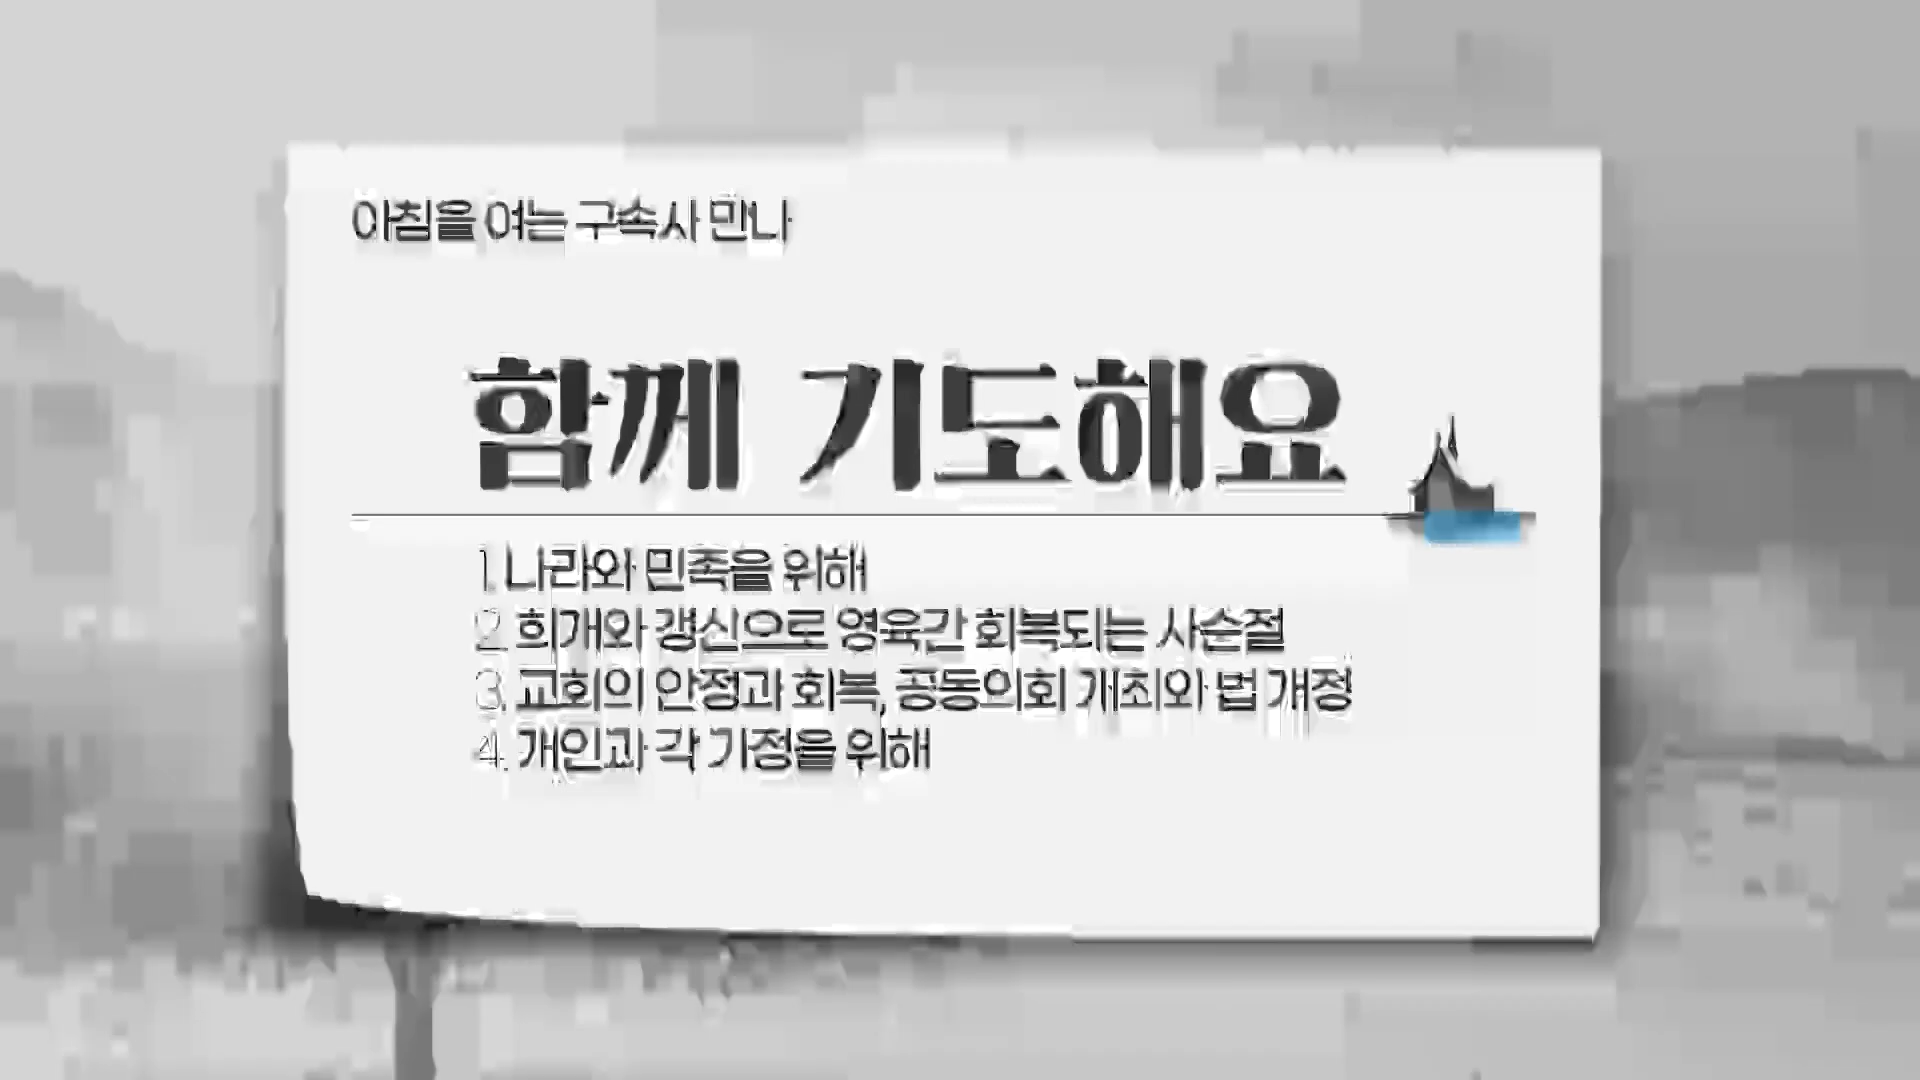 아침을 여는 구속사 만나
함께 기도해요
1. 나라와 민족을 위해
2. 회개와 갱신으로 영육간 회복되는 사순절
3. 교회의 안정과 회복, 공동의회 개최와 법 개정
4. 개인과 각 가정을 위해